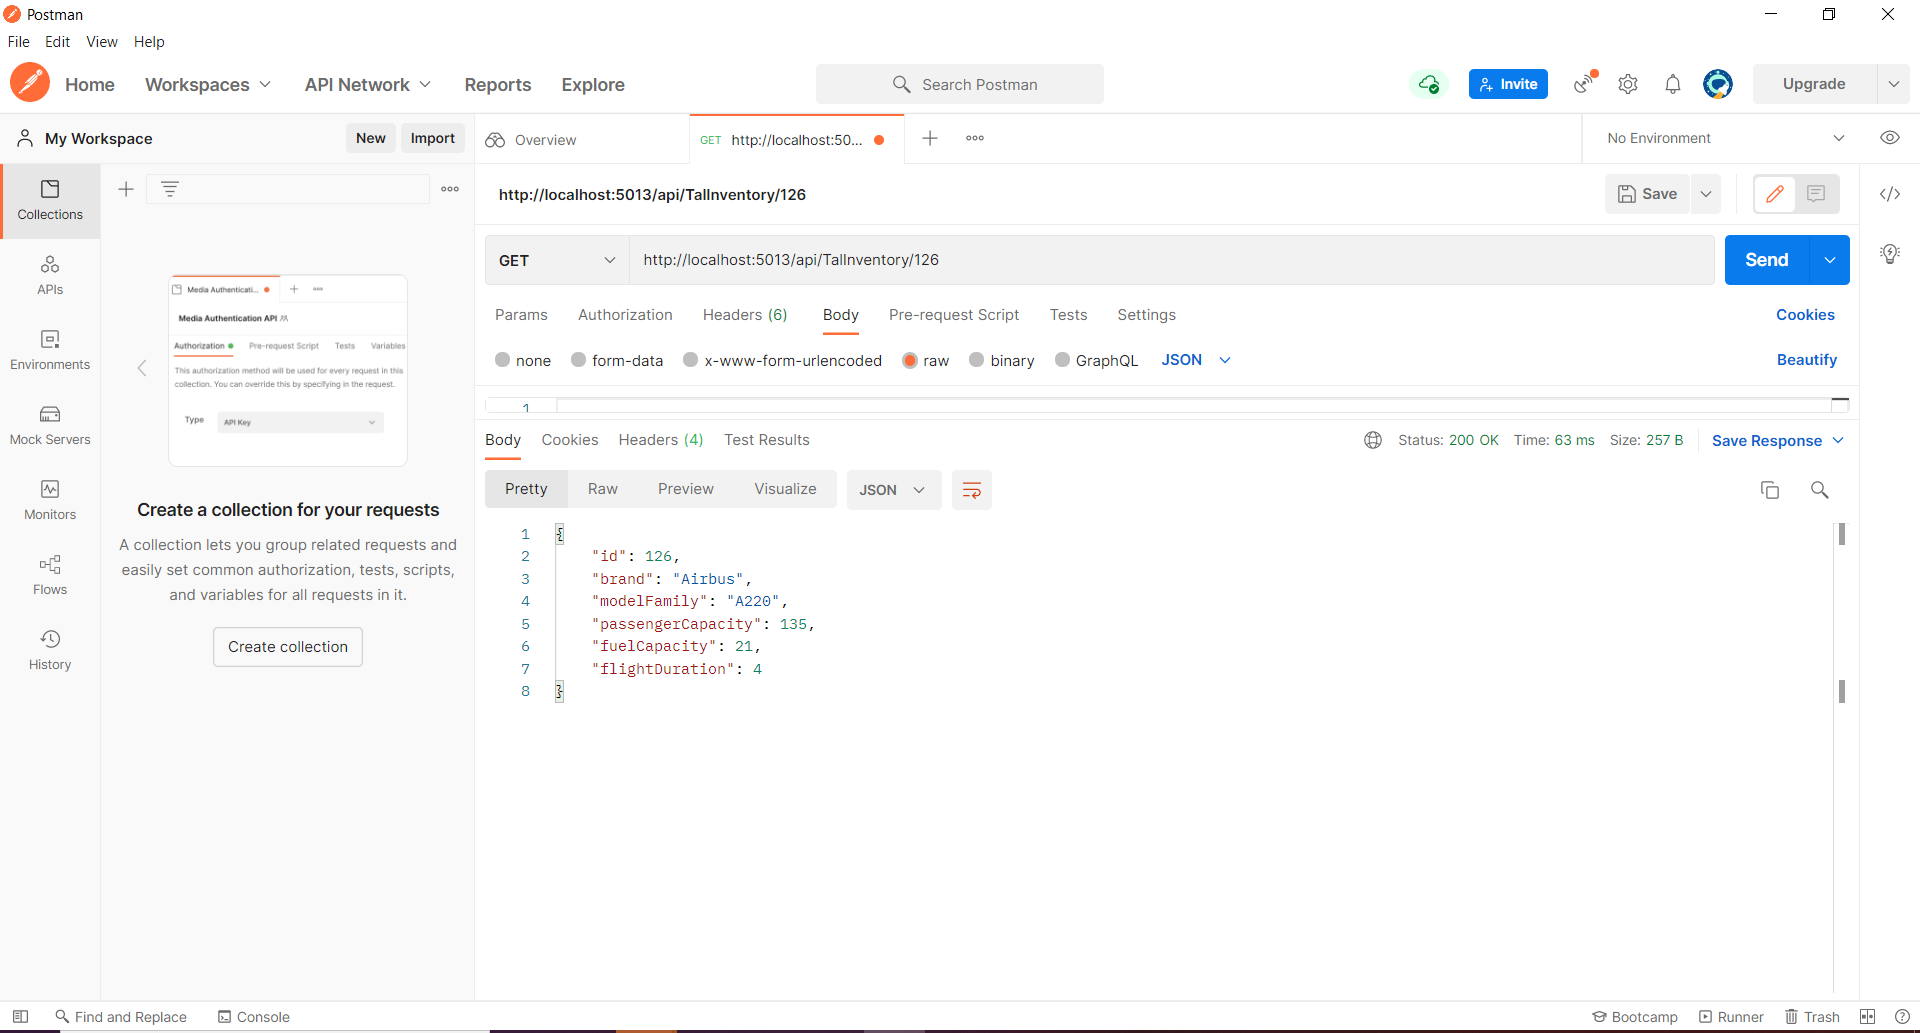 Postman
File Edit View Help
Home Workspaces API Network Reports Explore Search Postman Invite Upgrade
My Workspace New Import Overview GET http://localhost:50... No Environment
Collections
APIs
Environments
Mock Servers
Monitors
Flows
History
Media Authenticati...
Media Authentication API
Authorization Pre-request Script Tests Variables
This authorization method will be used for every request in this
collection. You can override this by specifying in the request.
Type API Key
Create a collection for your requests
A collection lets you group related requests and
easily set common authorization, tests, scripts,
and variables for all requests in it.
Create collection
http://localhost:5013/api/TalInventory/126 Save
GET http://localhost:5013/api/TalInventory/126 Send
Params Authorization Headers (6) Body Pre-request Script Tests Settings Cookies
none form-data x-www-form-urlencoded raw binary GraphQL JSON Beautify
1
Body Cookies Headers (4) Test Results Status: 200 OK Time: 63 ms Size: 257 B Save Response
Pretty Raw Preview Visualize JSON
1 {
2 "id": 126,
3 "brand": "Airbus",
4 "modelFamily": "A220",
5 "passengerCapacity": 135,
6 "fuelCapacity": 21,
7 "flightDuration": 4
8 }
Find and Replace Console Bootcamp Runner Trash